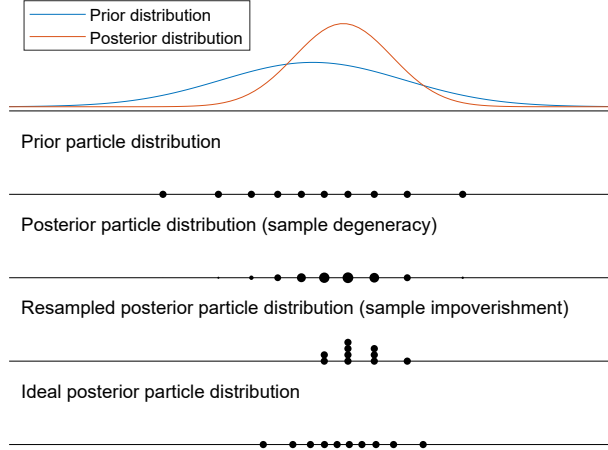 Prior distribution
Posterior distribution
Prior particle distribution
Posterior particle distribution (sample degeneracy)
Resampled posterior particle distribution (sample impoverishment)
Ideal posterior particle distribution